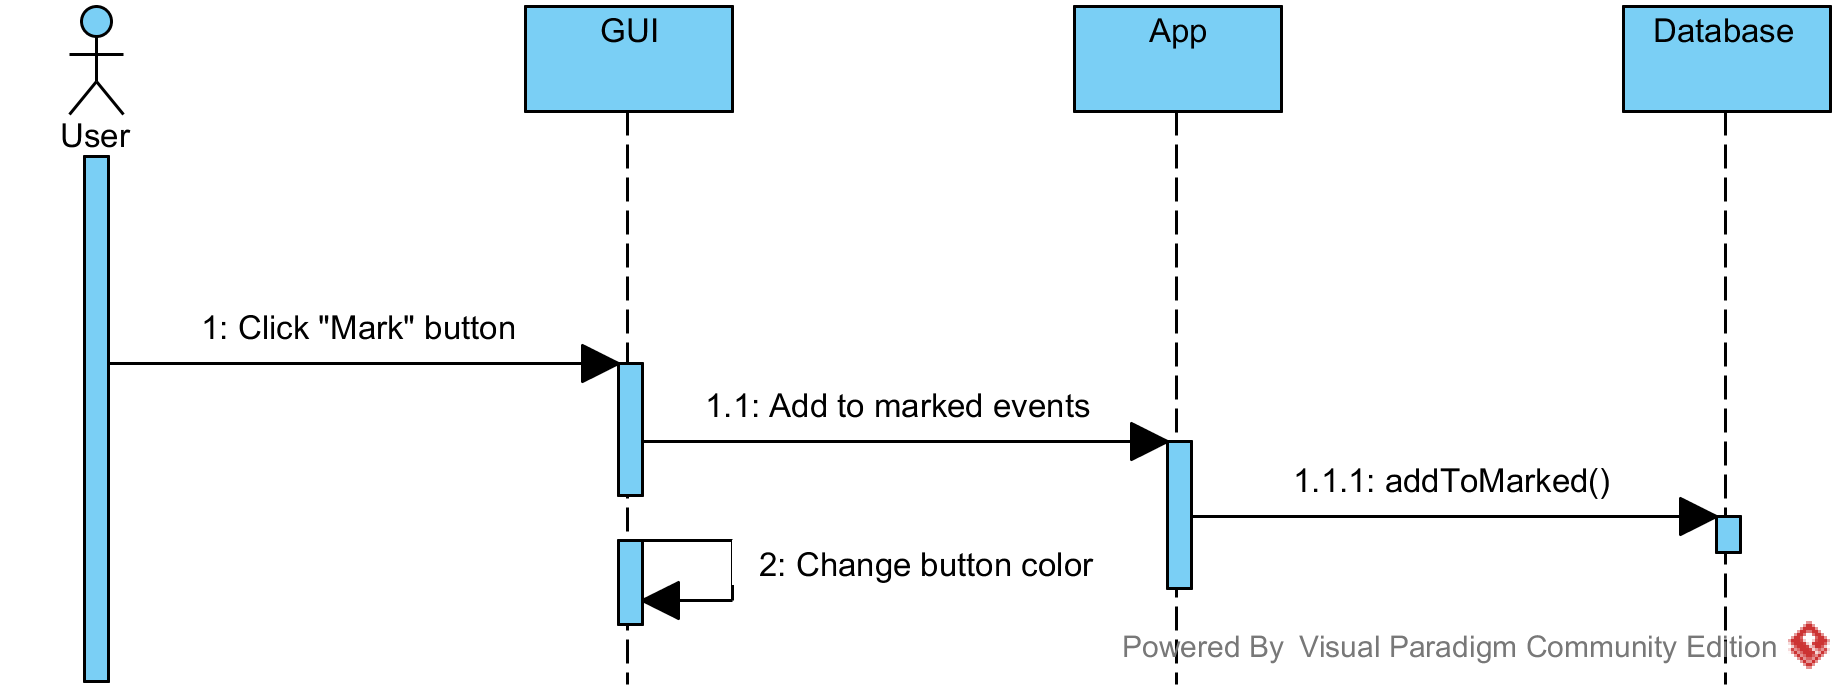 User
GUI
App
Database
1: Click "Mark" button
1.1: Add to marked events
1.1.1: addToMarked()
2: Change button color
Powered By Visual Paradigm Community Edition